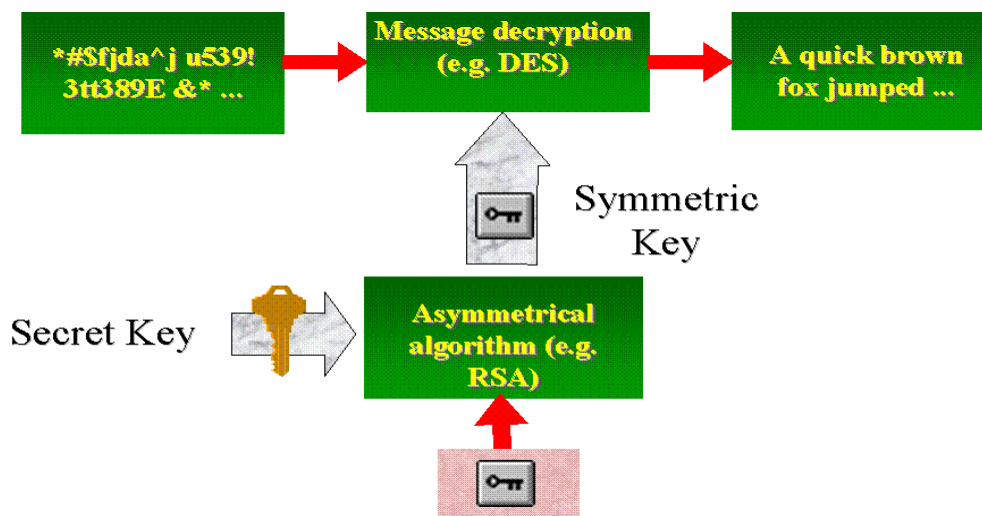 *#$fjda^j u539!
3tt389E &* ...
Message decryption
(e.g. DES)
A quick brown
fox jumped ...
Symmetric
Key
Secret Key
Asymmetrical
algorithm (e.g.
RSA)